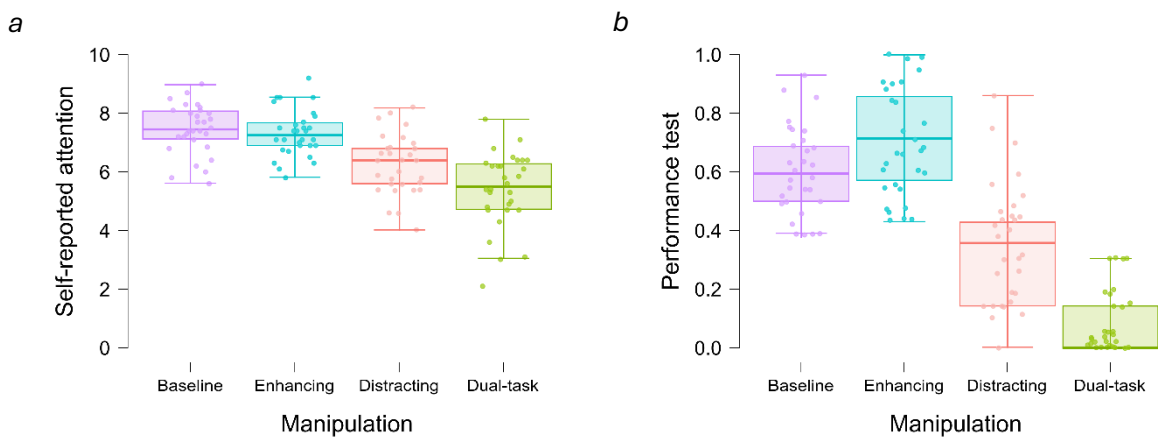 a
10
8
6
4
2
0
Self-reported attention
Baseline
Enhancing
Distracting
Dual-task
Manipulation
b
1.0
0.8
0.6
0.4
0.2
0.0
Performance test
Baseline
Enhancing
Distracting
Dual-task
Manipulation